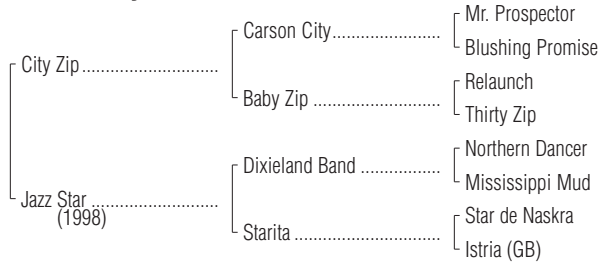 Mr. Prospector
Carson City
Blushing Promise
City Zip
Relaunch
Baby Zip
Thirty Zip
Northern Dancer
Dixieland Band
Mississippi Mud
Jazz Star
(1998)
Star de Naskra
Starita
Istria (GB)